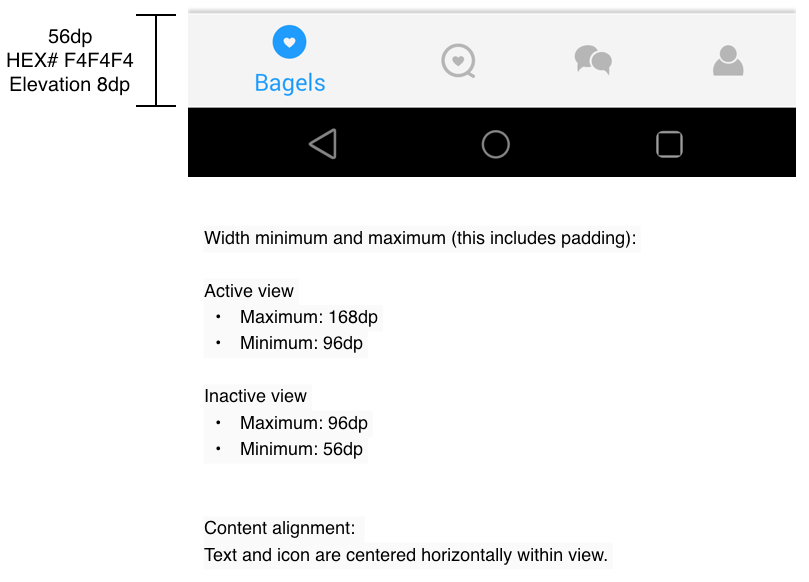 56dp
HEX# F4F4F4
Elevation 8dp
Bagels
Width minimum and maximum (this includes padding):
Active view
• Maximum: 168dp
• Minimum: 96dp
Inactive view
• Maximum: 96dp
• Minimum: 56dp
Content alignment:
Text and icon are centered horizontally within view.